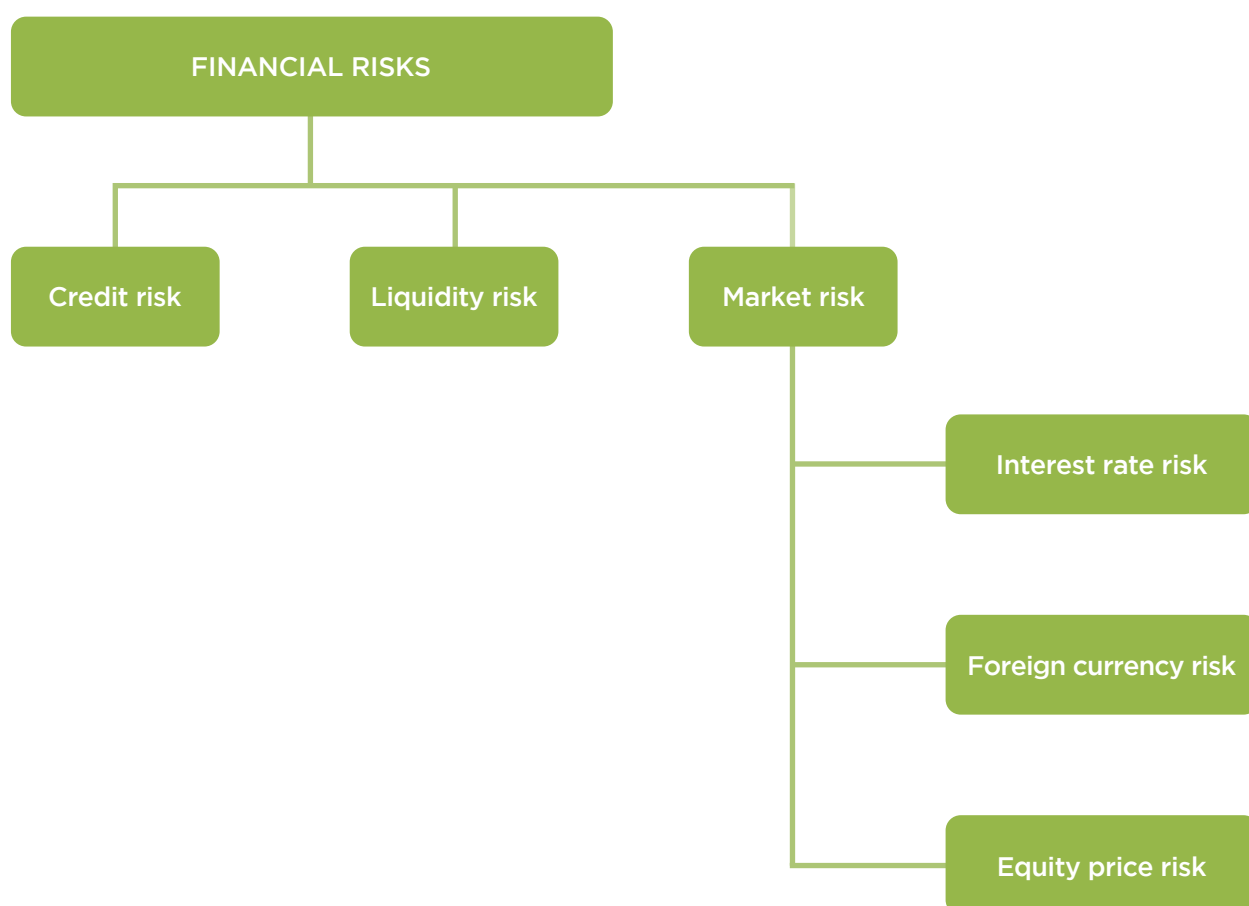 FINANCIAL RISKS
Credit risk
Liquidity risk
Market risk
Interest rate risk
Foreign currency risk
Equity price risk